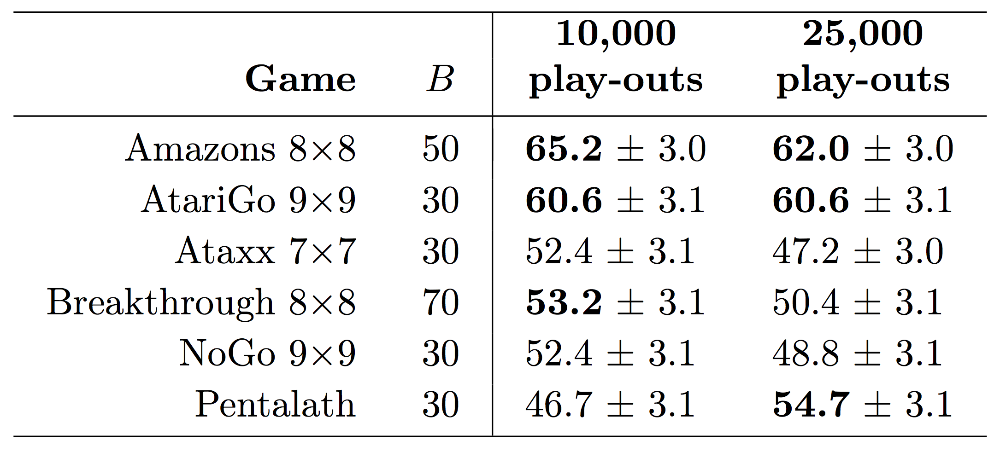 10,000 25,000
Game B play-outs play-outs
Amazons 8×8 50 65.2 ± 3.0 62.0 ± 3.0
AtariGo 9×9 30 60.6 ± 3.1 60.6 ± 3.1
Ataxx 7×7 30 52.4 ± 3.1 47.2 ± 3.0
Breakthrough 8×8 70 53.2 ± 3.1 50.4 ± 3.1
NoGo 9×9 30 52.4 ± 3.1 48.8 ± 3.1
Pentalath 30 46.7 ± 3.1 54.7 ± 3.1